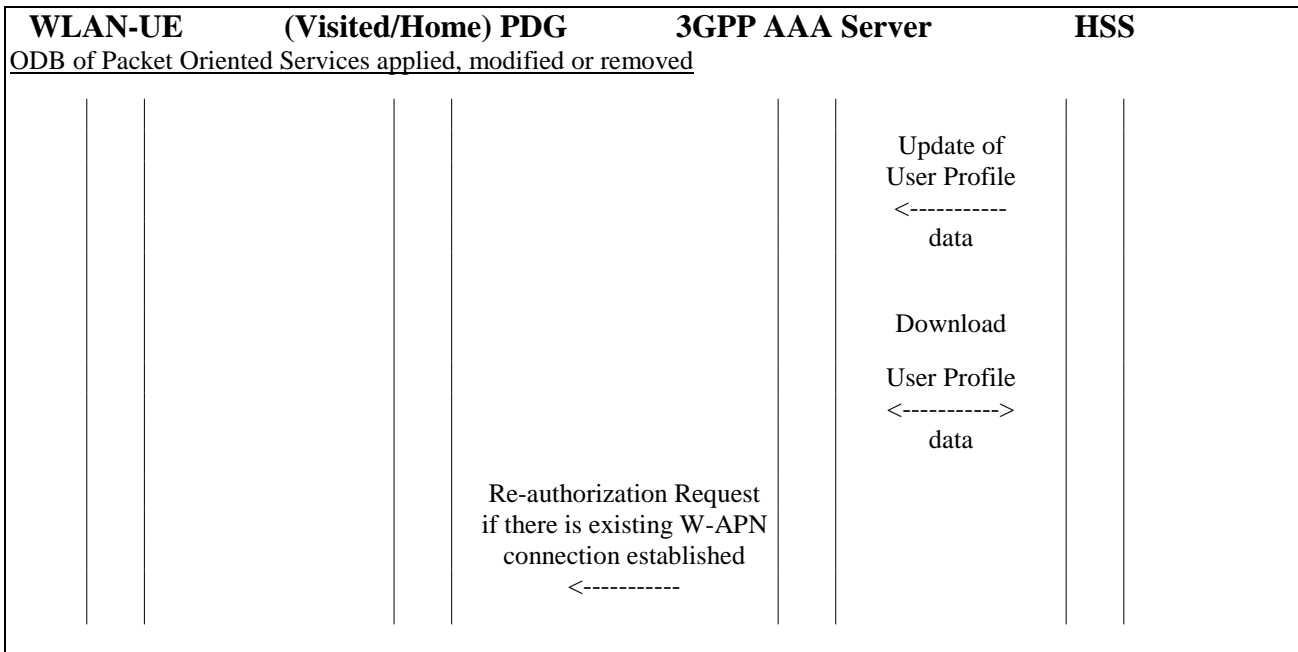 WLAN-UE (Visited/Home) PDG 3GPP AAA Server HSS
ODB of Packet Oriented Services applied, modified or removed
Update of
User Profile
<-----------
data
Download
User Profile
<----------->
data
Re-authorization Request
if there is existing W-APN
connection established
<-----------